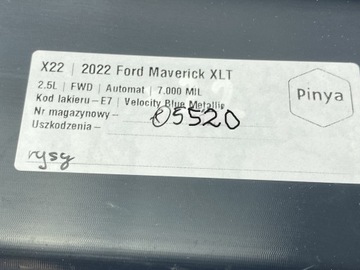 X22 | 2022 Ford Maverick XLT
2.5L | FWD | Automat | 7.000 MIL
Kod lakieru – E7 | Velocity Blue Metallic
Nr magazynowy – 05520
Uszkodzenia –
rysy
Pinya